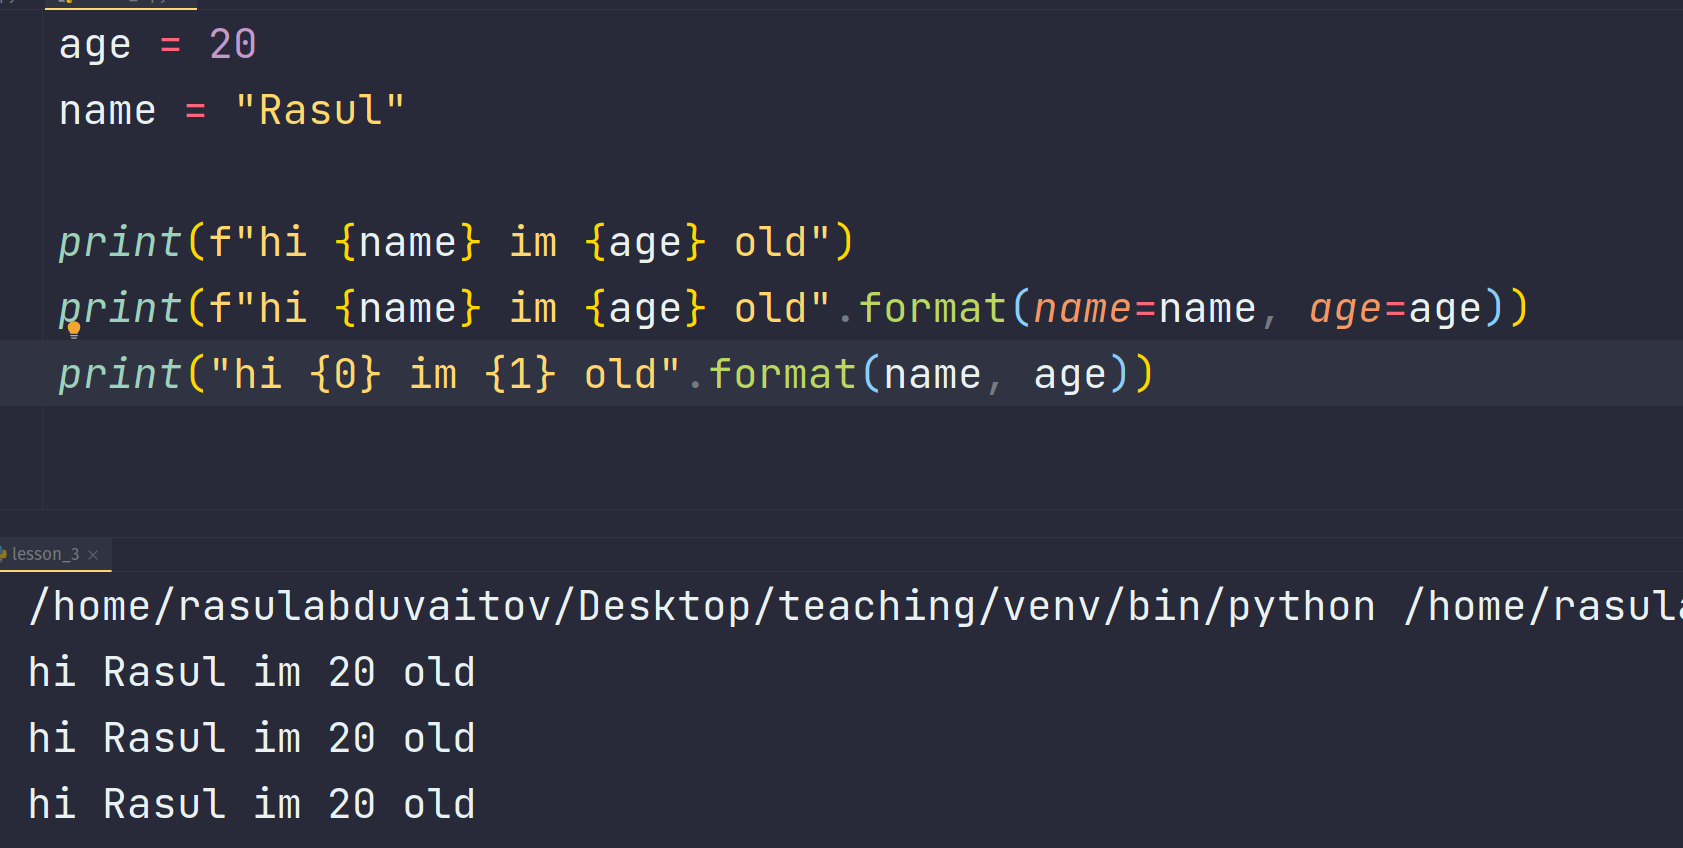 age = 20
name = "Rasul"
print(f"hi {name} im {age} old")
print(f"hi {name} im {age} old".format(name=name, age=age))
print("hi {0} im {1} old".format(name, age))
lesson_3
/home/rasulabduvaitov/Desktop/teaching/venv/bin/python /home/rasula
hi Rasul im 20 old
hi Rasul im 20 old
hi Rasul im 20 old